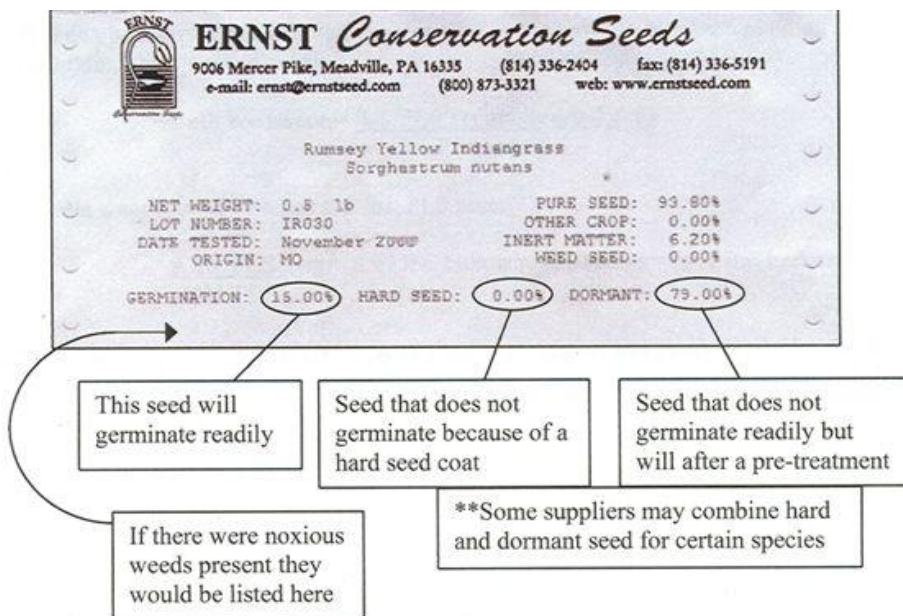 ERNST
Conservation Seeds
ERNST Conservation Seeds
9006 Mercer Pike, Meadville, PA 16335 (814) 336-2404 fax: (814) 336-5191
e-mail: ernst@ernstseed.com (800) 873-3321 web: www.ernstseed.com
Rumsey Yellow Indiangrass
Sorghastrum nutans
NET WEIGHT: 0.5 lb PURE SEED: 93.80%
LOT NUMBER: IR030 OTHER CROP: 0.00%
DATE TESTED: November INERT MATTER: 6.20%
ORIGIN: MO WEED SEED: 0.00%
GERMINATION: 15.00% HARD SEED: 0.00% DORMANT: 79.00%
This seed will
germinate readily
Seed that does not
germinate because of a
hard seed coat
Seed that does not
germinate readily but
will after a pre-treatment
**Some suppliers may combine hard
and dormant seed for certain species
If there were noxious
weeds present they
would be listed here